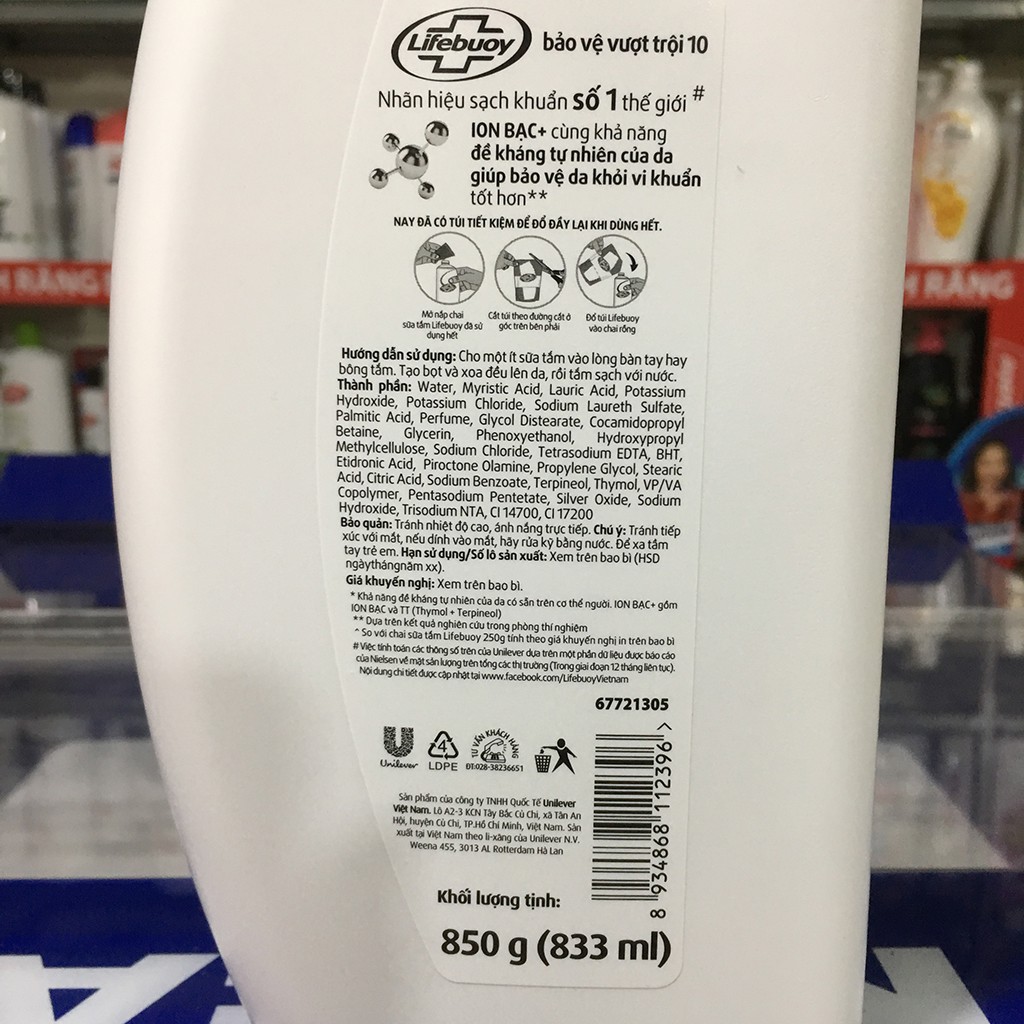 Lifebuoy
bảo vệ vượt trội 10
Nhãn hiệu sạch khuẩn số 1 thế giới #
ION BẠC+ cùng khả năng
đề kháng tự nhiên của da
giúp bảo vệ da khỏi vi khuẩn
tốt hơn**
NAY ĐÃ CÓ TÚI TIẾT KIỆM ĐỂ ĐỔ ĐẦY LẠI KHI DÙNG HẾT.
Mở nắp chai
sữa tắm Lifebuoy đã sử
dụng hết
Cắt túi theo đường cắt ở
góc trên bên phải
Đổ túi Lifebuoy
vào chai rỗng
Hướng dẫn sử dụng: Cho một ít sữa tắm vào lòng bàn tay hay
bông tắm. Tạo bọt và xoa đều lên da, rồi tắm sạch với nước.
Thành phần: Water, Myristic Acid, Lauric Acid, Potassium
Hydroxide, Potassium Chloride, Sodium Laureth Sulfate,
Palmitic Acid, Perfume, Glycol Distearate, Cocamidopropyl
Betaine, Glycerin, Phenoxyethanol, Hydroxypropyl
Methylcellulose, Sodium Chloride, Tetrasodium EDTA, BHT,
Etidronic Acid, Piroctone Olamine, Propylene Glycol, Stearic
Acid, Citric Acid, Sodium Benzoate, Terpineol, Thymol, VP/VA
Copolymer, Pentasodium Pentetate, Silver Oxide, Sodium
Hydroxide, Trisodium NTA, CI 14700, CI 17200
Bảo quản: Tránh nhiệt độ cao, ánh nắng trực tiếp. Chú ý: Tránh tiếp
xúc với mắt, nếu dính vào mắt, hãy rửa kỹ bằng nước. Để xa tầm
tay trẻ em. Hạn sử dụng/Số lô sản xuất: Xem trên bao bì (HSD
ngàythángnăm xx).
Giá khuyến nghị: Xem trên bao bì.
* Khả năng đề kháng tự nhiên của da có sẵn trên cơ thể người. ION BẠC+ gồm
ION BẠC và TT (Thymol + Terpineol)
** Dựa trên kết quả nghiên cứu trong phòng thí nghiệm
^ So với chai sữa tắm Lifebuoy 250g tính theo giá khuyến nghị in trên bao bì
# Việc tính toán các thông số trên của Unilever dựa trên một phần dữ liệu được báo cáo
của Nielsen về mặt sản lượng trên tổng các thị trường (Trong giai đoạn 12 tháng liên tục).
Nội dung chi tiết được cập nhật tại www.facebook.com/LifebuoyVietnam
67721305
Unilever
4
LDPE
TƯ VẤN KHÁCH HÀNG
ĐT:028-38236651
Sản phẩm của công ty TNHH Quốc Tế Unilever
Việt Nam. Lô A2-3 KCN Tây Bắc Củ Chi, xã Tân An
Hội, huyện Củ Chi, TP.Hồ Chí Minh, Việt Nam. Sản
xuất tại Việt Nam theo li-xăng của Unilever N.V.
Weena 455, 3013 AL Rotterdam Hà Lan
8 934868 112396 >
Khối lượng tịnh:
850 g (833 ml)
RĂNG
RĂNG